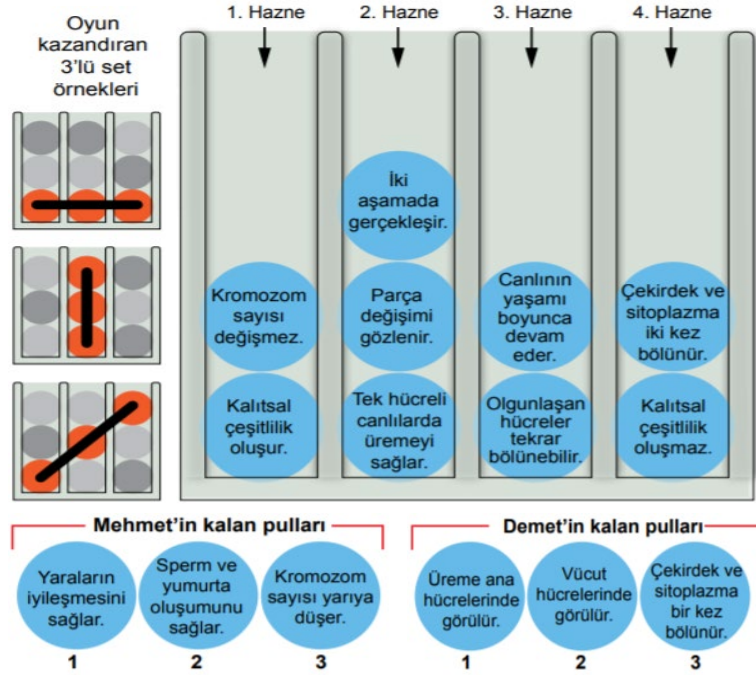 Oyun
kazandıran
3'lü set
örnekleri
1. Hazne
2. Hazne
3. Hazne
4. Hazne
İki
aşamada
gerçekleşir.
Kromozom
sayısı
değişmez.
Parça
değişimi
gözlenir.
Canlının
yaşamı
boyunca
devam
eder.
Çekirdek ve
sitoplazma
iki kez
bölünür.
Kalıtsal
çeşitlilik
oluşur.
Tek hücreli
canlılarda
üremeyi
sağlar.
Olgunlaşan
hücreler
tekrar
bölünebilir.
Kalıtsal
çeşitlilik
oluşmaz.
Mehmet'in kalan pulları
Yaraların
iyileşmesini
sağlar.
1
Sperm ve
yumurta
oluşumunu
sağlar.
2
Kromozom
sayısı yarıya
düşer.
3
Demet'in kalan pulları
Üreme ana
hücrelerinde
görülür.
1
Vücut
hücrelerinde
görülür.
2
Çekirdek ve
sitoplazma
bir kez
bölünür.
3